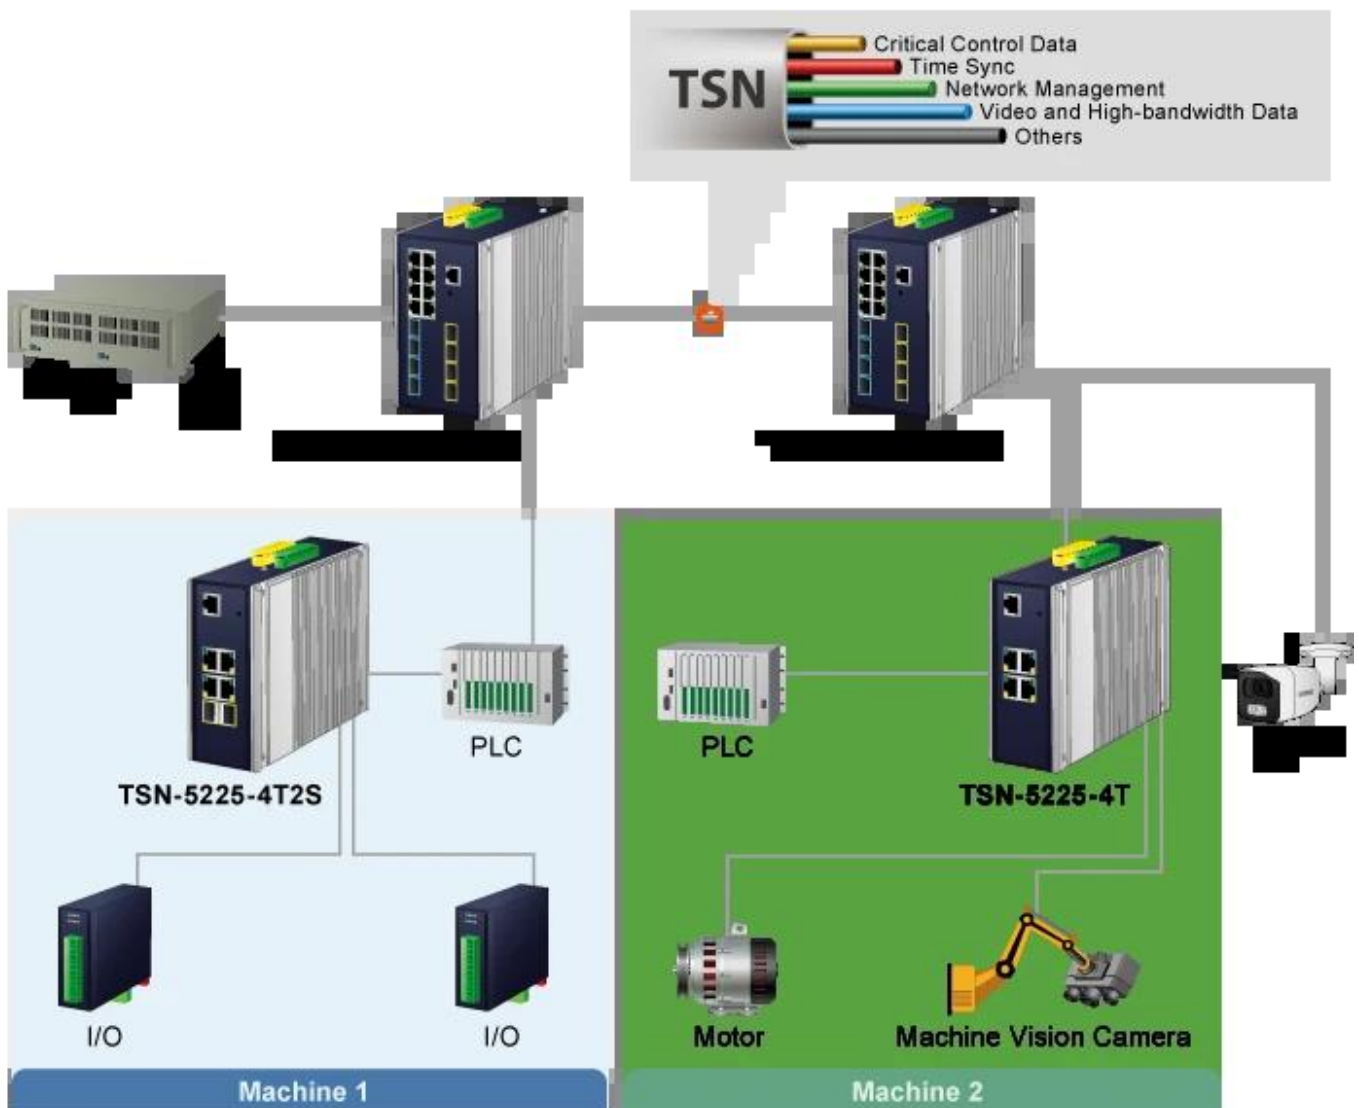 TSN
Critical Control Data
Time Sync
Network Management
Video and High-bandwidth Data
Others
PLC
PLC
TSN-5225-4T2S
TSN-5225-4T
I/O
I/O
Motor
Machine Vision Camera
Machine 1
Machine 2